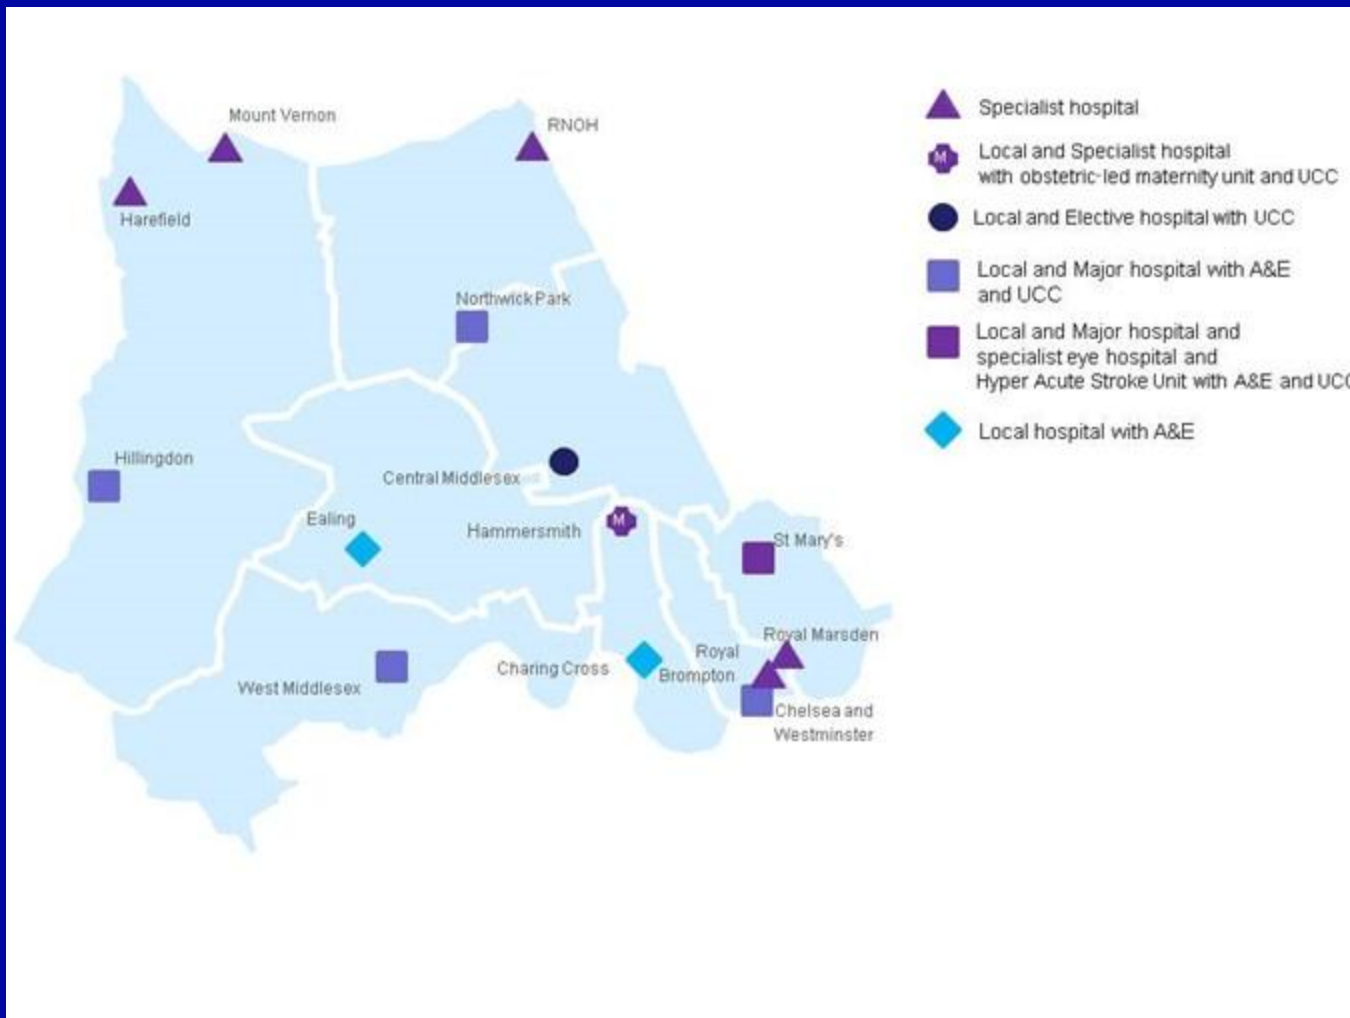 Mount Vernon
RNOH
Harefield
Northwick Park
Hillingdon
Central Middlesex
Ealing
Hammersmith
M
St Mary's
Royal Marsden
Royal
Brompton
Charing Cross
West Middlesex
Chelsea and
Westminster
Specialist hospital
M
Local and Specialist hospital
with obstetric-led maternity unit and UCC
Local and Elective hospital with UCC
Local and Major hospital with A&E
and UCC
Local and Major hospital and
specialist eye hospital and
Hyper Acute Stroke Unit with A&E and UCC
Local hospital with A&E